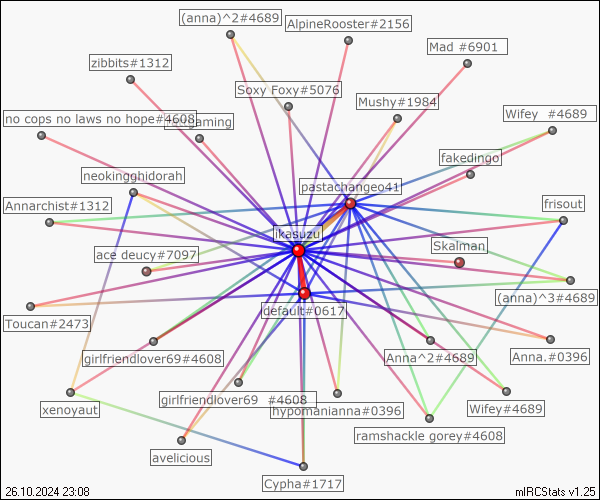 (anna)^2#4689
AlpineRooster#2156
Mad #6901
zibbits#1312
Soxy Foxy#5076
Mushy#1984
no cops no laws no hope#4608
gaming
Wifey #4689
fakedingo
neokingghidorah
pastachangeo41
Annarchist#1312
frisout
ikasuzu
ace deucy#7097
Skalman
(anna)^3#4689
default#0617
Toucan#2473
girlfriendlover69#4608
Anna^2#4689
Anna.#0396
xenoyaut
girlfriendlover69 #4608
hypomanianna#0396
Wifey#4689
ramshackle gorey#4608
avelicious
Cypha#1717
26.10.2024 23:08
mIRCStats v1.25